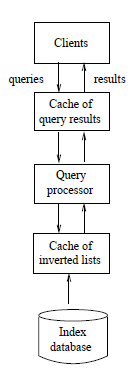 Clients
queries results
Cache of
query results
Query
processor
Cache of
inverted lists
Index
database